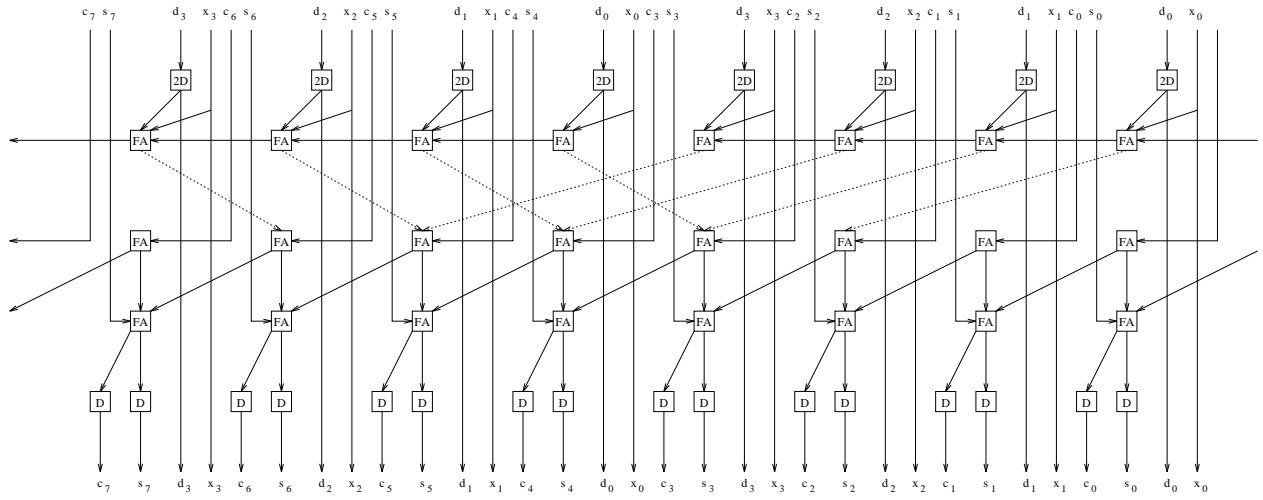 c₇ s₇ d₃ x₃ c₆ s₆ d₂ x₂ c₅ s₅ d₁ x₁ c₄ s₄ d₀ x₀ c₃ s₃ d₃ x₃ c₂ s₂ d₂ x₂ c₁ s₁ d₁ x₁ c₀ s₀ d₀ x₀
2D 2D 2D 2D 2D 2D 2D 2D
FA FA FA FA FA FA FA FA
FA FA FA FA FA FA FA FA
FA FA FA FA FA FA FA FA
D D D D D D D D D D D D D D D D
c₇ s₇ d₃ x₃ c₆ s₆ d₂ x₂ c₅ s₅ d₁ x₁ c₄ s₄ d₀ x₀ c₃ s₃ d₃ x₃ c₂ s₂ d₂ x₂ c₁ s₁ d₁ x₁ c₀ s₀ d₀ x₀